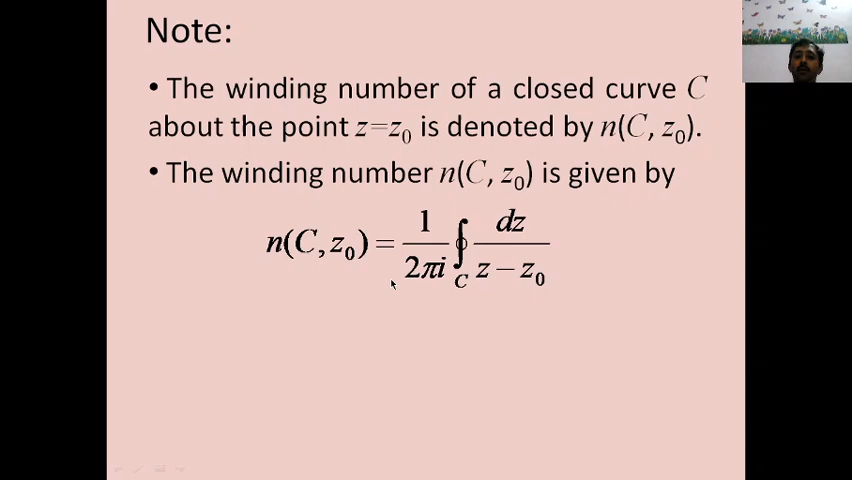 Note:
• The winding number of a closed curve C
about the point z=z₀ is denoted by n(C, z₀).
• The winding number n(C, z₀) is given by
n(C, z₀) = 1/2πi ∮_C dz/z − z₀